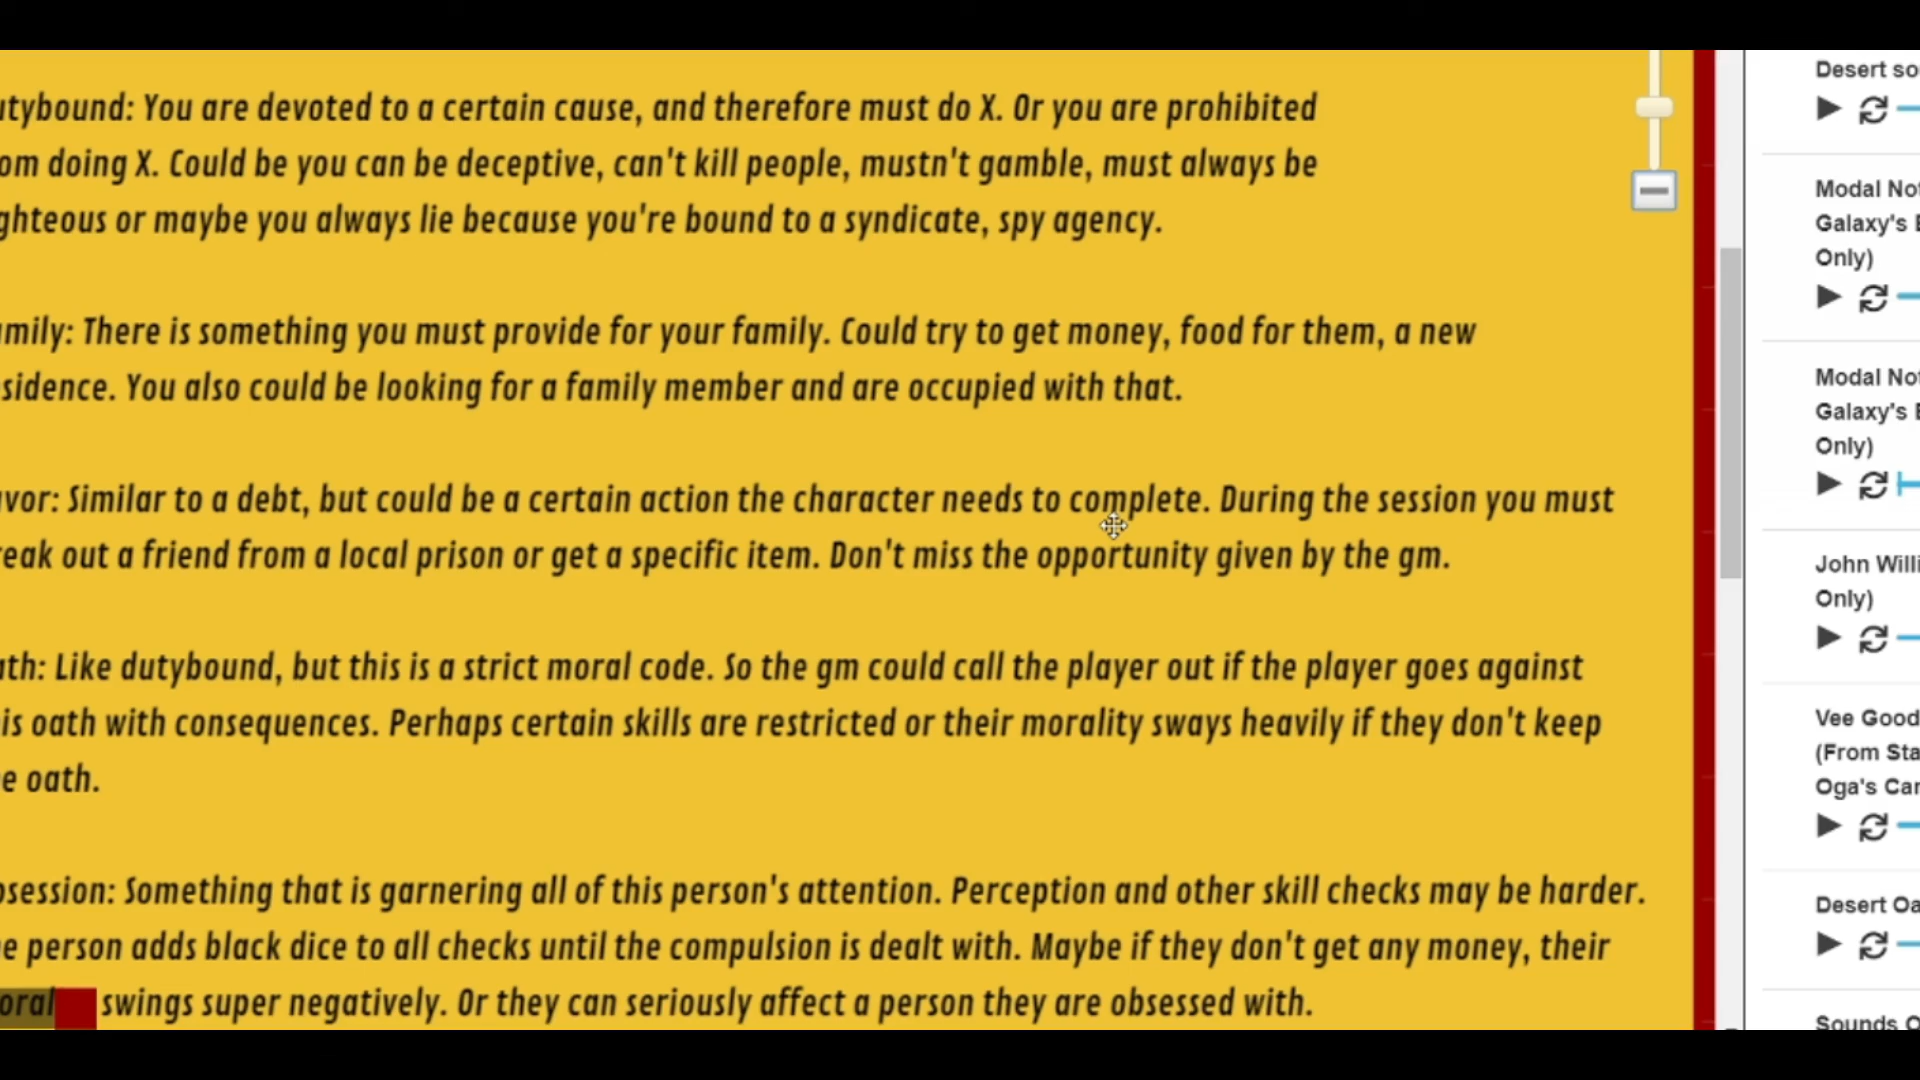 utybound: You are devoted to a certain cause, and therefore must do X. Or you are prohibited
om doing X. Could be you can be deceptive, can't kill people, mustn't gamble, must always be
ghteous or maybe you always lie because you're bound to a syndicate, spy agency.
mily: There is something you must provide for your family. Could try to get money, food for them, a new
sidence. You also could be looking for a family member and are occupied with that.
vor: Similar to a debt, but could be a certain action the character needs to complete. During the session you must
reak out a friend from a local prison or get a specific item. Don't miss the opportunity given by the gm.
ath: Like dutybound, but this is a strict moral code. So the gm could call the player out if the player goes against
is oath with consequences. Perhaps certain skills are restricted or their morality sways heavily if they don't keep
e oath.
session: Something that is garnering all of this person's attention. Perception and other skill checks may be harder.
e person adds black dice to all checks until the compulsion is dealt with. Maybe if they don't get any money, their
oral swings super negatively. Or they can seriously affect a person they are obsessed with.
Desert so
Modal Not
Galaxy's E
Only)
Modal Not
Galaxy's E
Only)
John Willi
Only)
Vee Good
(From Sta
Oga's Can
Desert Oa
Sounds O